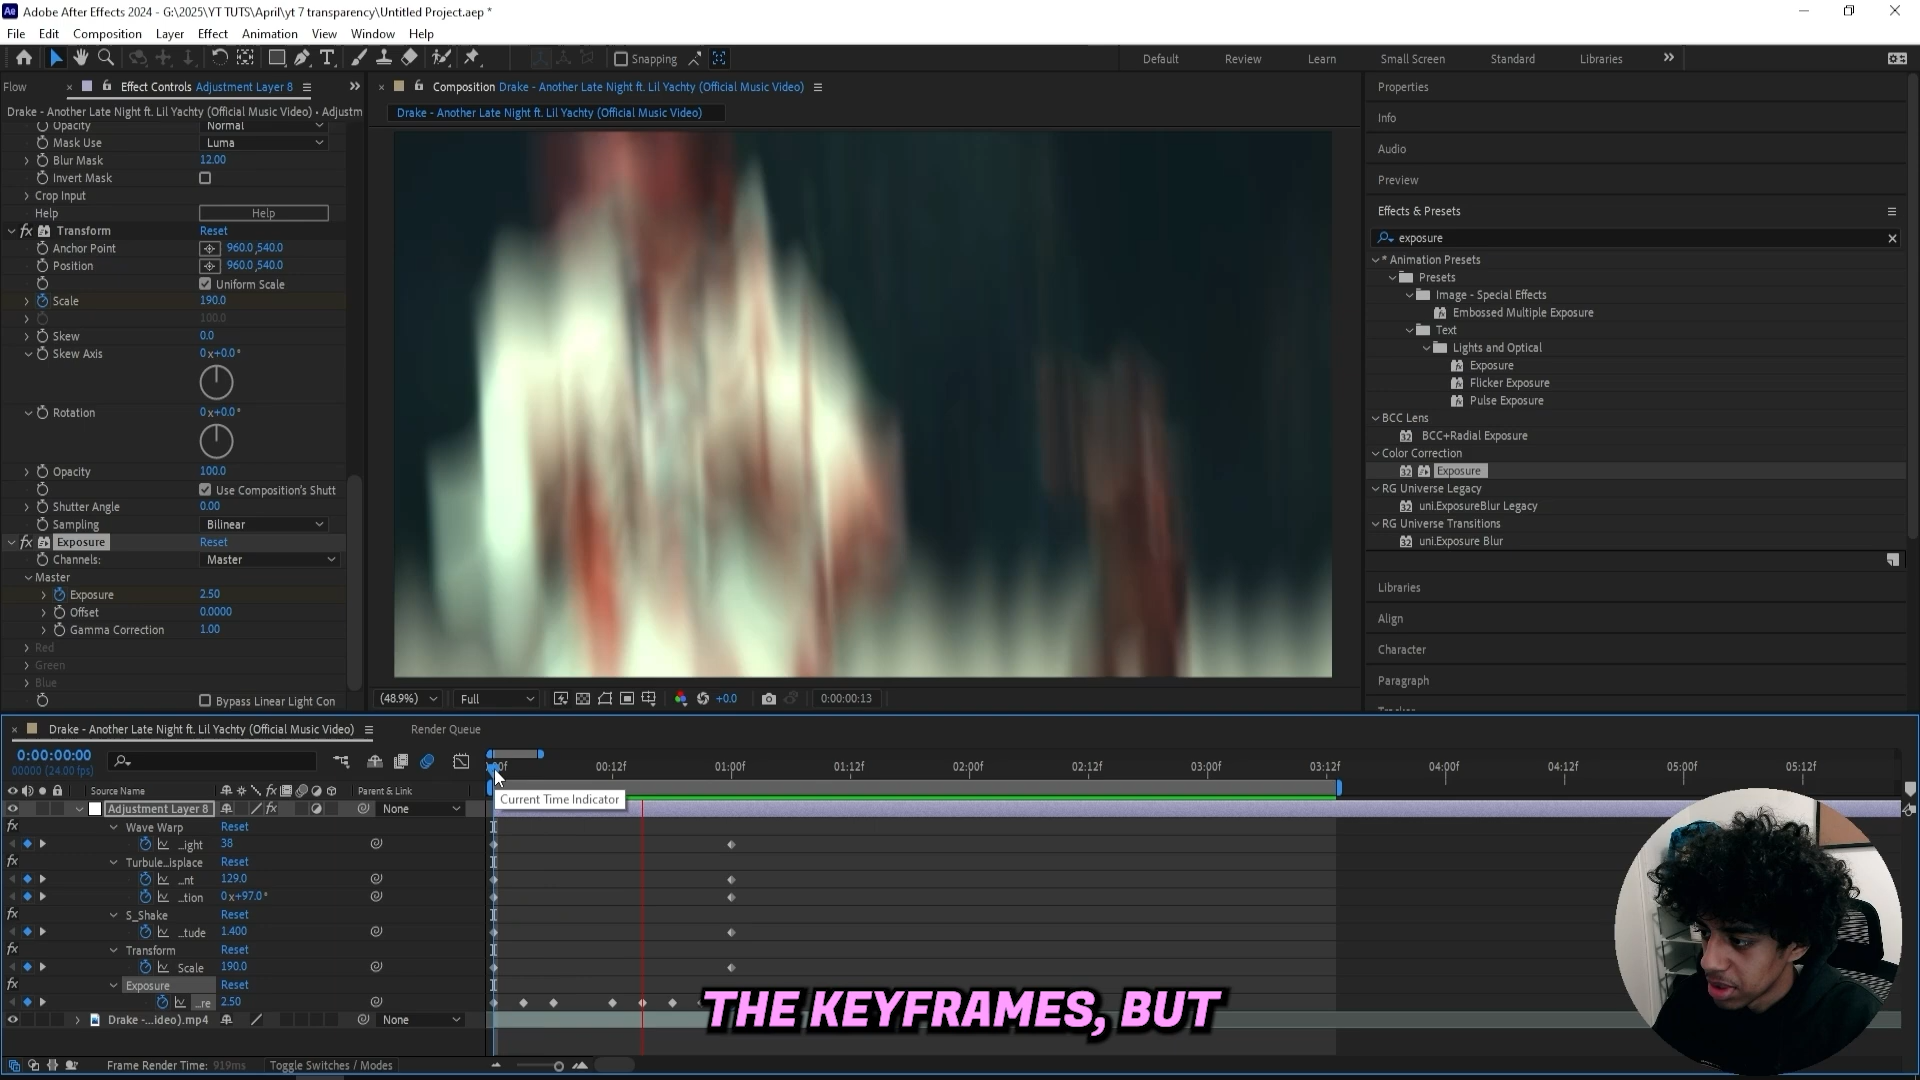 Adobe After Effects 2024 - G:\2025\YT TUTS\April\yt 7 transparency\Untitled Project.aep *
File Edit Composition Layer Effect Animation View Window Help
Snapping
Default Review Learn Small Screen Standard Libraries
Flow Effect Controls Adjustment Layer 8
Drake - Another Late Night ft. Lil Yachty (Official Music Video) • Adjustm
Opacity Normal
Mask Use Luma
Blur Mask 12.00
Invert Mask
Crop Input
Help Help
Transform Reset
Anchor Point 960.0,540.0
Position 960.0,540.0
Uniform Scale
Scale 190.0
100.0
Skew 0.0
Skew Axis 0x+0.0°
Rotation 0x+0.0°
Opacity 100.0
Use Composition's Shutt
Shutter Angle 0.00
Sampling Bilinear
Exposure Reset
Channels: Master
Master
Exposure 2.50
Offset 0.0000
Gamma Correction 1.00
Red
Green
Blue
Bypass Linear Light Con
Composition Drake - Another Late Night ft. Lil Yachty (Official Music Video)
Drake - Another Late Night ft. Lil Yachty (Official Music Video)
(48.9%) Full +0.0 0:00:00:13
Properties
Info
Audio
Preview
Effects & Presets
exposure
* Animation Presets
Presets
Image - Special Effects
Embossed Multiple Exposure
Text
Lights and Optical
Exposure
Flicker Exposure
Pulse Exposure
BCC Lens
BCC+Radial Exposure
Color Correction
Exposure
RG Universe Legacy
uni.ExposureBlur Legacy
RG Universe Transitions
uni.Exposure Blur
Libraries
Align
Character
Paragraph
Drake - Another Late Night ft. Lil Yachty (Official Music Video) Render Queue
0:00:00:00
00000 (24.00 fps)
00:12f 01:00f 01:12f 02:00f 02:12f 03:00f 03:12f 04:00f 04:12f 05:00f 05:12f
Source Name Parent & Link
Current Time Indicator
Adjustment Layer 8 None
Wave Warp Reset
...ight 38
Turbule...isplace Reset
...nt 129.0
...tion 0x+97.0°
S_Shake Reset
...tude 1.400
Transform Reset
Scale 190.0
Exposure Reset
...re 2.50
Drake -...ideo).mp4 None
THE KEYFRAMES, BUT
Frame Render Time: 919ms Toggle Switches / Modes